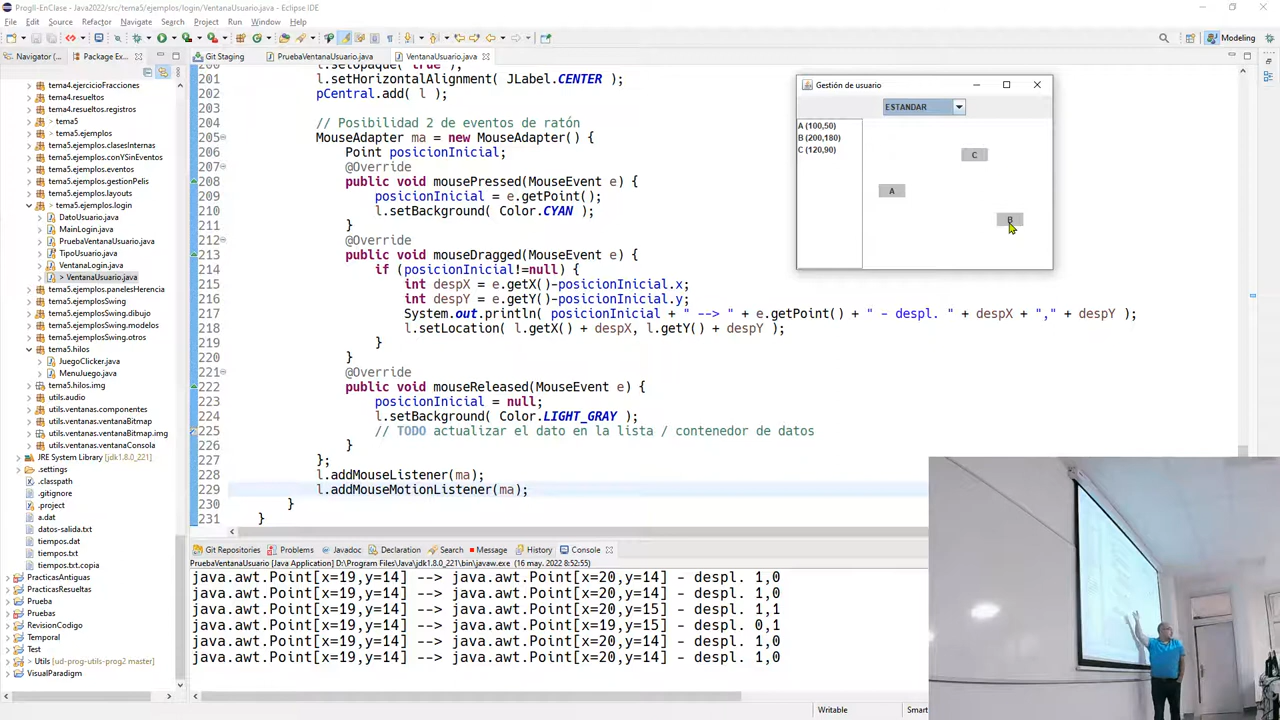 ProgII-EnClase - Java2022/src/tema5/ejemplos/login/VentanaUsuario.java - Eclipse IDE
File Edit Source Refactor Navigate Search Project Run Window Help
Modeling
Navigator (...
Package Ex...
Git Staging
PruebaVentanaUsuario.java
VentanaUsuario.java
tema4.ejercicioFracciones
tema4.resueltos
tema4.resueltos.registros
> tema5
> tema5.ejemplos
tema5.ejemplos.clasesInternas
tema5.ejemplos.conYSinEventos
tema5.ejemplos.eventos
tema5.ejemplos.gestionPelis
tema5.ejemplos.layouts
> tema5.ejemplos.login
DatoUsuario.java
MainLogin.java
PruebaVentanaUsuario.java
TipoUsuario.java
VentanaLogin.java
> VentanaUsuario.java
tema5.ejemplos.panelesHerencia
tema5.ejemplosSwing
tema5.ejemplosSwing.dibujo
tema5.ejemplosSwing.modelos
tema5.ejemplosSwing.otros
tema5.hilos
JuegoClicker.java
MenuJuego.java
tema5.hilos.img
utils.audio
utils.ventanas.componentes
utils.ventanas.ventanaBitmap
utils.ventanas.ventanaBitmap.img
utils.ventanas.ventanaConsola
JRE System Library [jdk1.8.0_221]
.settings
.classpath
.gitignore
.project
a.dat
datos-salida.txt
tiempos.dat
tiempos.txt
tiempos.txt.copia
PracticasAntiguas
PracticasResueltas
Prueba
Pruebas
RevisionCodigo
Temporal
Test
> Utils [ud-prog-utils-prog2 master]
VisualParadigm
201 l.setHorizontalAlignment( JLabel.CENTER );
202 pCentral.add( l );
203
204 // Posibilidad 2 de eventos de ratón
205 MouseAdapter ma = new MouseAdapter() {
206 Point posicionInicial;
207 @Override
208 public void mousePressed(MouseEvent e) {
209 posicionInicial = e.getPoint();
210 l.setBackground( Color.CYAN );
211 }
212 @Override
213 public void mouseDragged(MouseEvent e) {
214 if (posicionInicial!=null) {
215 int despX = e.getX()-posicionInicial.x;
216 int despY = e.getY()-posicionInicial.y;
217 System.out.println( posicionInicial + " --> " + e.getPoint() + " - despl. " + despX + "," + despY );
218 l.setLocation( l.getX() + despX, l.getY() + despY );
219 }
220 }
221 @Override
222 public void mouseReleased(MouseEvent e) {
223 posicionInicial = null;
224 l.setBackground( Color.LIGHT_GRAY );
225 // TODO actualizar el dato en la lista / contenedor de datos
226 }
227 };
228 l.addMouseListener(ma);
229 l.addMouseMotionListener(ma);
230 }
231 }
Gestión de usuario
ESTANDAR
A (100,50)
B (200,180)
C (120,90)
C
A
B
Git Repositories Problems Javadoc Declaration Search Message History Console
PruebaVentanaUsuario [Java Application] D:\Program Files\Java\jdk1.8.0_221\bin\javaw.exe (16 may. 2022 8:52:55)
java.awt.Point[x=19,y=14] --> java.awt.Point[x=20,y=14] - despl. 1,0
java.awt.Point[x=19,y=14] --> java.awt.Point[x=20,y=14] - despl. 1,0
java.awt.Point[x=19,y=14] --> java.awt.Point[x=20,y=15] - despl. 1,1
java.awt.Point[x=19,y=14] --> java.awt.Point[x=19,y=15] - despl. 0,1
java.awt.Point[x=19,y=14] --> java.awt.Point[x=20,y=14] - despl. 1,0
java.awt.Point[x=19,y=14] --> java.awt.Point[x=20,y=14] - despl. 1,0
Writable
Smart